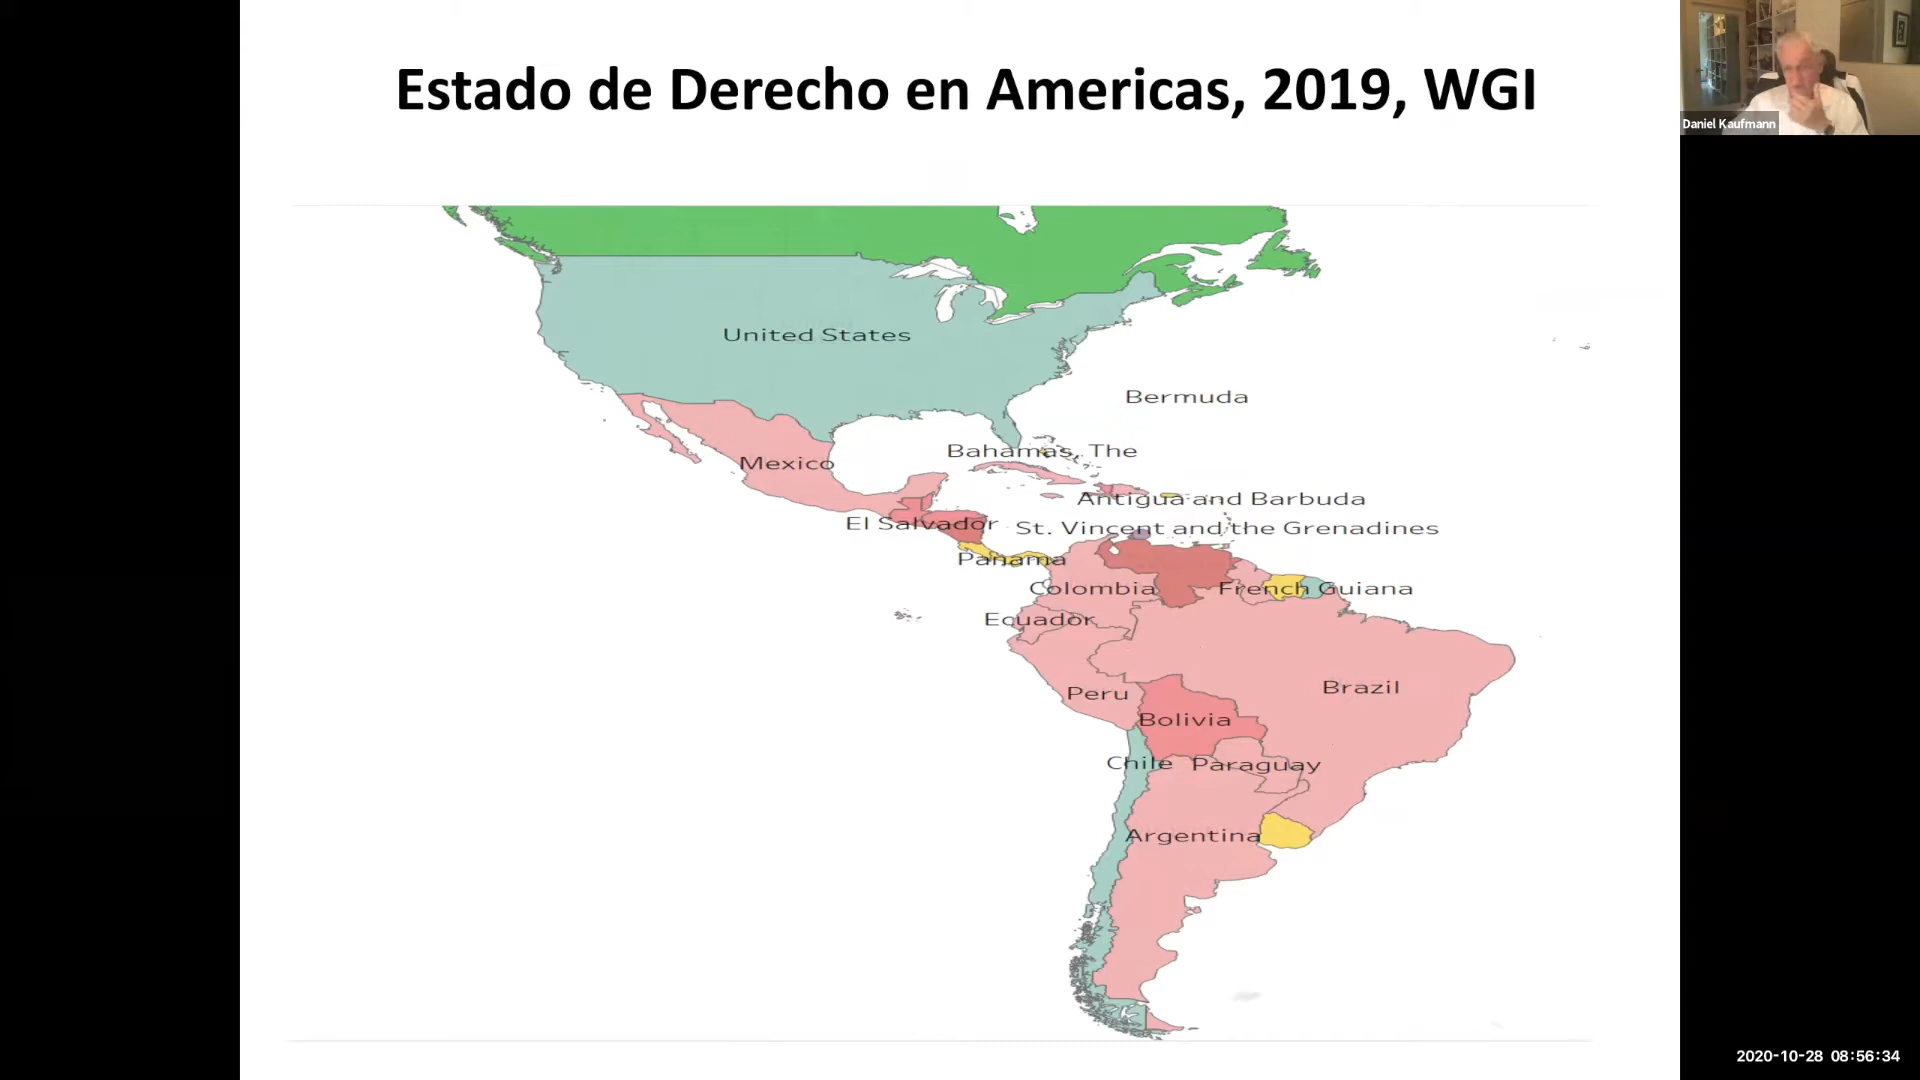 Estado de Derecho en Americas, 2019, WGI
Daniel Kaufmann
United States
Bermuda
Bahamas, The
Mexico
Antigua and Barbuda
El Salvador
St. Vincent and the Grenadines
Panama
Colombia
French Guiana
Ecuador
Peru
Brazil
Bolivia
Chile
Paraguay
Argentina
2020-10-28 08:56:34